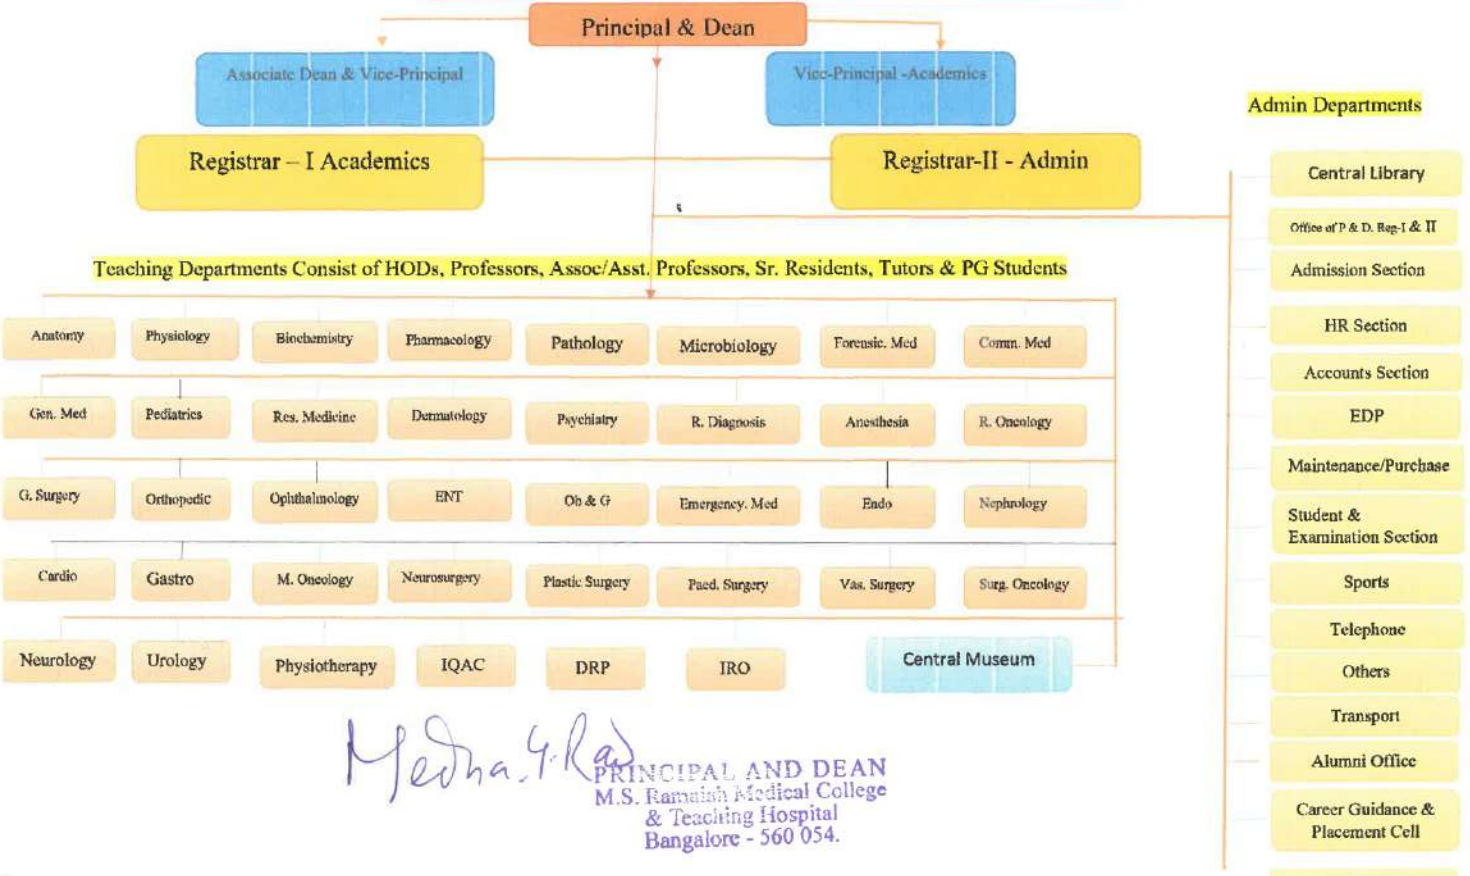 Principal & Dean
Associate Dean & Vice-Principal
Vice-Principal -Academics
Registrar – I Academics
Registrar-II - Admin
Teaching Departments Consist of HODs, Professors, Assoc/Asst. Professors, Sr. Residents, Tutors & PG Students
Anatomy
Physiology
Biochemistry
Pharmacology
Pathology
Microbiology
Forensic. Med
Comm. Med
Gen. Med
Pediatrics
Res. Medicine
Dermatology
Psychiatry
R. Diagnosis
Anesthesia
R. Oncology
G. Surgery
Orthopedic
Ophthalmology
ENT
Ob & G
Emergency. Med
Endo
Nephrology
Cardio
Gastro
M. Oncology
Neurosurgery
Plastic Surgery
Paed. Surgery
Vas. Surgery
Surg. Oncology
Neurology
Urology
Physiotherapy
IQAC
DRP
IRO
Central Museum
Admin Departments
Central Library
Office of P & D. Reg-I & II
Admission Section
HR Section
Accounts Section
EDP
Maintenance/Purchase
Student &
Examination Section
Sports
Telephone
Others
Transport
Alumni Office
Career Guidance &
Placement Cell
Medha. Y. Rao
PRINCIPAL AND DEAN
M.S. Ramaiah Medical College
& Teaching Hospital
Bangalore - 560 054.